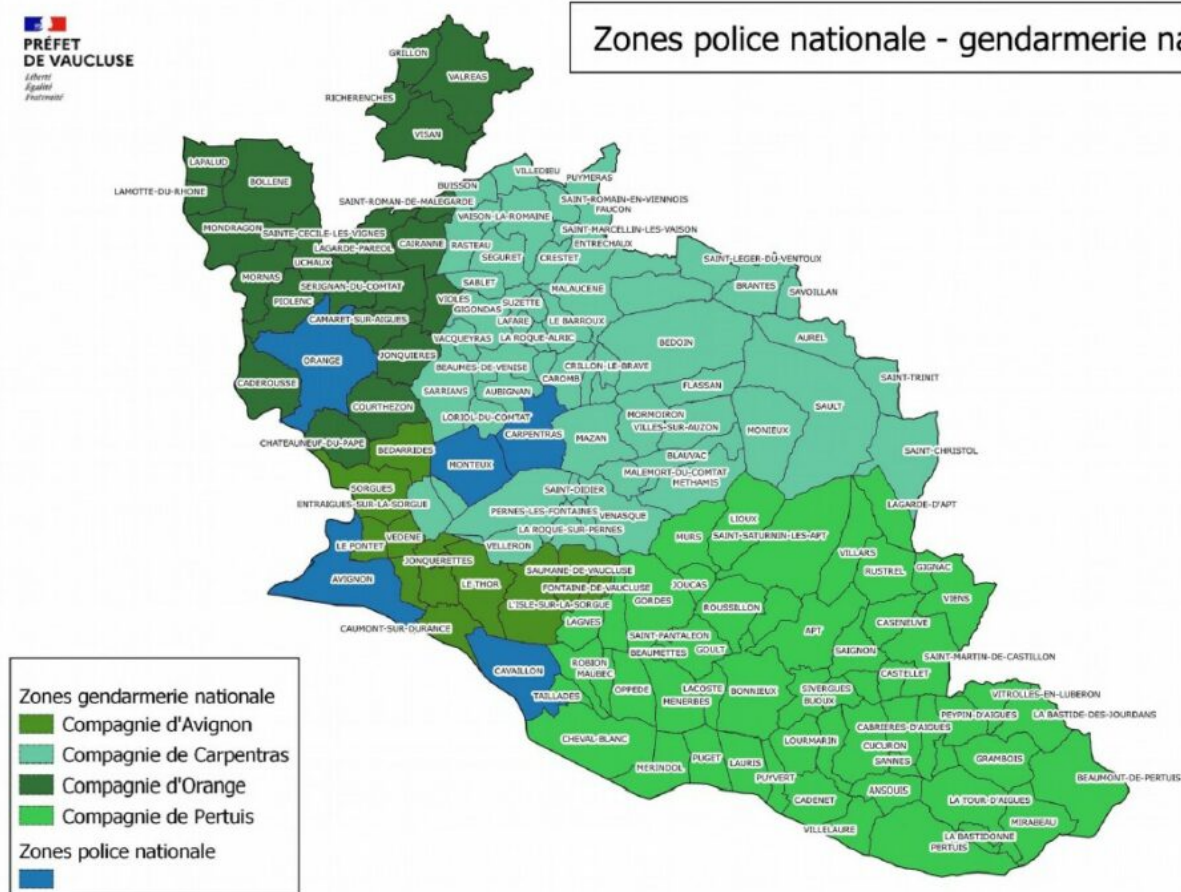 PRÉFET
DE VAUCLUSE
Liberté
Égalité
Fraternité
Zones police nationale - gendarmerie na
GRILLON
VALREAS
RICHERENCHES
VISAN
LAPALUD
BOLLENE
LAMOTTE-DU-RHONE
VILLEDIEU
PUYMERAS
BUISSON
SAINT-ROMAN-DE-MALEGARDE
SAINT-ROMAIN-EN-VIENNOIS
FAUCON
VAISON-LA-ROMAINE
MONDRAGON
SAINTE-CECILE-LES-VIGNES
SAINT-MARCELLIN-LES-VAISON
LAGARDE-PAREOL
CAIRANNE
RASTEAU
ENTRECHAUX
UCHAUX
SEGURET
CRESTET
SAINT-LEGER-DU-VENTOUX
MORNAS
SERIGNAN-DU-COMTAT
SABLET
MALAUCENE
BRANTES
SAVOILLAN
PIOLENC
VIOLES
GIGONDAS
SUZETTE
CAMARET-SUR-AIGUES
LAFARE
LE BARROUX
VACQUEYRAS
LA ROQUE-ALRIC
BEDOIN
AUREL
ORANGE
JONQUIERES
BEAUMES-DE-VENISE
CRILLON-LE-BRAVE
SAINT-TRINIT
CADEROUSSE
CAROMB
FLASSAN
SARRIANS
AUBIGNAN
COURTHEZON
LORIOL-DU-COMTAT
MORMOIRON
SAULT
VILLES-SUR-AUZON
MONIEUX
CARPENTRAS
MAZAN
CHATEAUNEUF-DU-PAPE
BEDARRIDES
SAINT-CHRISTOL
BLAUVAC
MONTEUX
MALEMORT-DU-COMTAT
METHAMIS
SORGUES
SAINT-DIDIER
ENTRAIGUES-SUR-LA-SORGUE
LAGARDE-D'APT
PERNES-LES-FONTAINES
VENASQUE
LIOUX
LA ROQUE-SUR-PERNES
MURS
SAINT-SATURNIN-LES-APT
LE PONTET
VEDENE
VELLERON
VILLARS
JONQUERETTES
SAUMANE-DE-VAUCLUSE
RUSTREL
GIGNAC
AVIGNON
LE THOR
FONTAINE-DE-VAUCLUSE
JOUCAS
VIENS
GORDES
L'ISLE-SUR-LA-SORGUE
ROUSSILLON
LAGNES
CASENEUVE
CAUMONT-SUR-DURANCE
SAINT-PANTALEON
APT
BEAUMETTES
GOULT
SAIGNON
SAINT-MARTIN-DE-CASTILLON
ROBION
CAVAILLON
MAUBEC
CASTELLET
OPPEDE
LACOSTE
BONNIEUX
SIVERGUES
TAILLADES
MENERBES
BUOUX
VITROLLES-EN-LUBERON
PEYPIN-D'AIGUES
LA BASTIDE-DES-JOURDANS
CABRIERES-D'AIGUES
CHEVAL-BLANC
LOURMARIN
CUCURON
PUGET
SANNES
GRAMBOIS
MERINDOL
LAURIS
PUYVERT
BEAUMONT-DE-PERTUIS
ANSOUIS
CADENET
LA TOUR-D'AIGUES
MIRABEAU
VILLELAURE
LA BASTIDONNE
PERTUIS
Zones gendarmerie nationale
Compagnie d'Avignon
Compagnie de Carpentras
Compagnie d'Orange
Compagnie de Pertuis
Zones police nationale